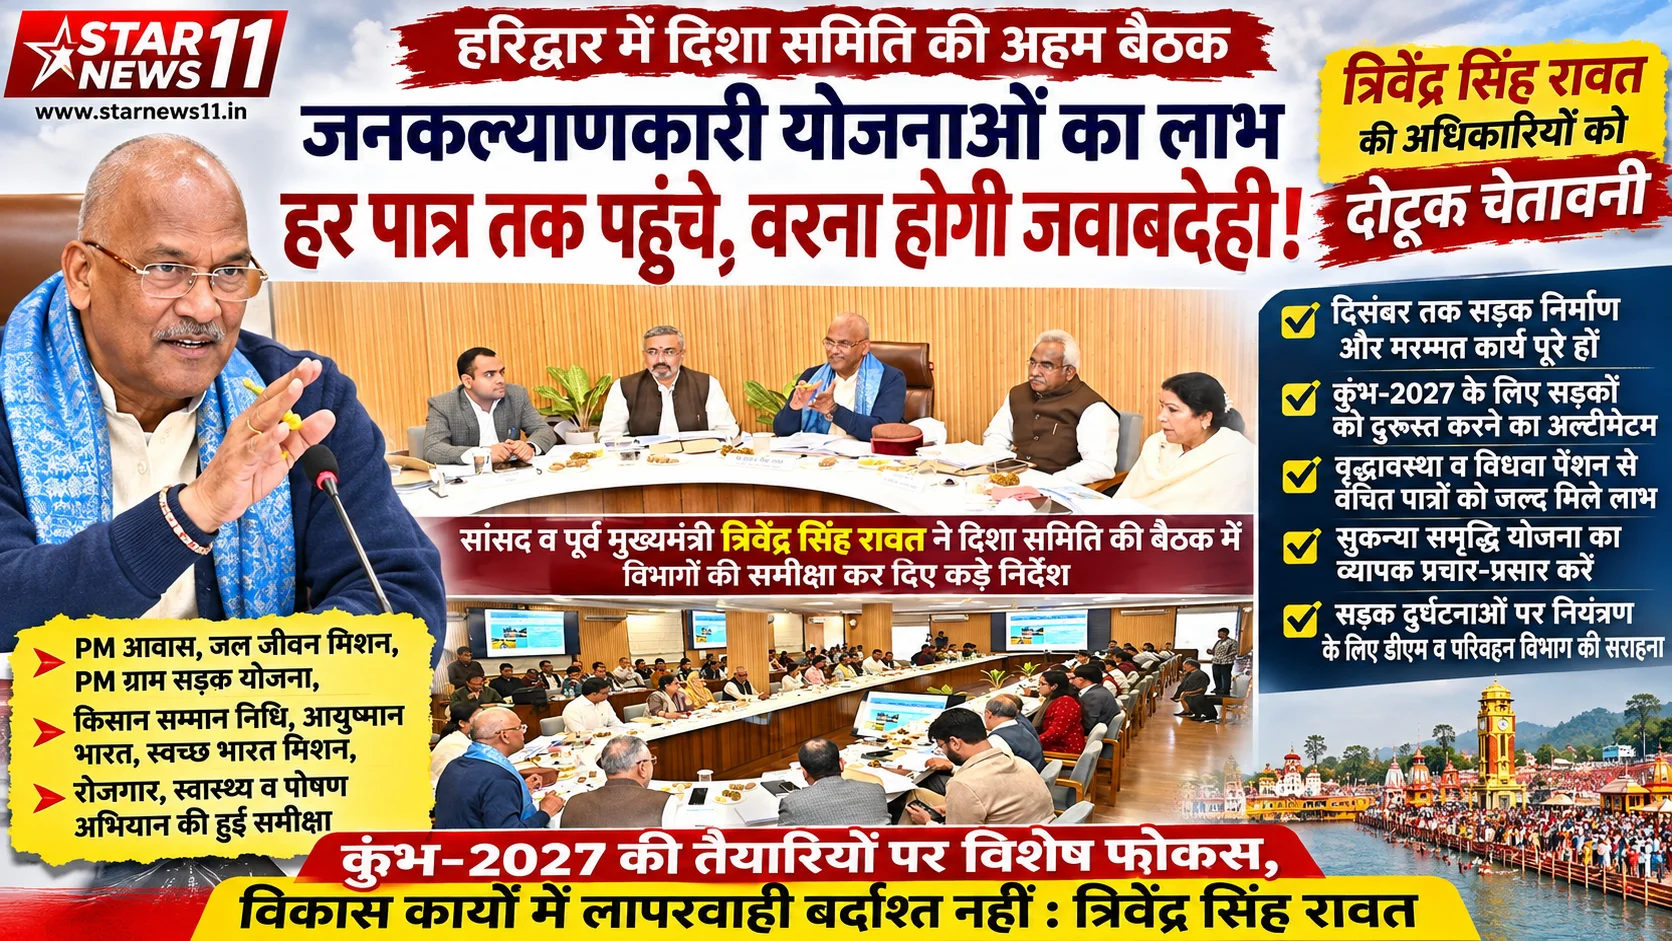 STAR
NEWS 11
www.starnews11.in
हरिद्वार में दिशा समिति की अहम बैठक
जनकल्याणकारी योजनाओं का लाभ
हर पात्र तक पहुंचे, वरना होगी जवाबदेही!
त्रिवेंद्र सिंह रावत
की अधिकारियों को
दोटूक चेतावनी
दिसंबर तक सड़क निर्माण
और मरम्मत कार्य पूरे हों
कुंभ-2027 के लिए सड़कों
को दुरूस्त करने का अल्टीमेटम
वृद्धावस्था व विधवा पेंशन से
वंचित पात्रों को जल्द मिले लाभ
सुकन्या समृद्धि योजना का
व्यापक प्रचार-प्रसार करें
सड़क दुर्घटनाओं पर नियंत्रण
के लिए डीएम व परिवहन विभाग की सराहना
सांसद व पूर्व मुख्यमंत्री त्रिवेंद्र सिंह रावत ने दिशा समिति की बैठक में
विभागों की समीक्षा कर दिए कड़े निर्देश
PM आवास, जल जीवन मिशन,
PM ग्राम सड़क योजना,
किसान सम्मान निधि, आयुष्मान
भारत, स्वच्छ भारत मिशन,
रोजगार, स्वास्थ्य व पोषण
अभियान की हुई समीक्षा
कुंभ-2027 की तैयारियों पर विशेष फोकस,
विकास कार्यों में लापरवाही बर्दाश्त नहीं : त्रिवेंद्र सिंह रावत